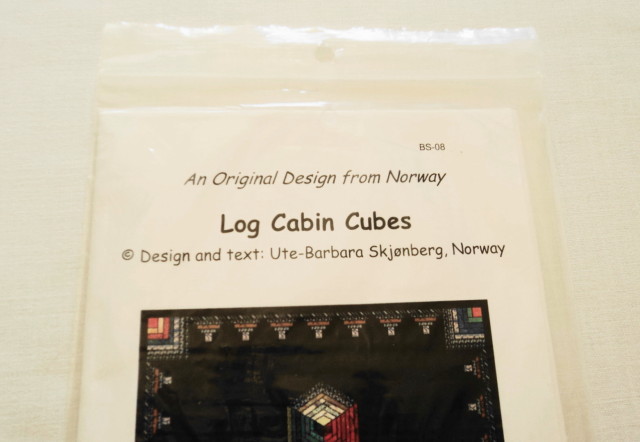 BS-08
An Original Design from Norway
Log Cabin Cubes
© Design and text: Ute-Barbara Skjønberg, Norway